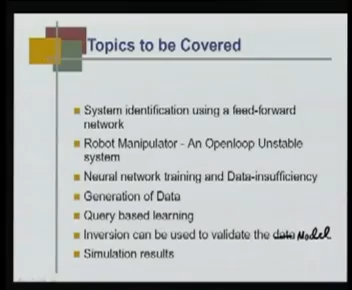 Topics to be Covered
System identification using a feed-forward
network
Robot Manipulator - An Openloop Unstable
system
Neural network training and Data-insufficiency
Generation of Data
Query based learning
Inversion can be used to validate the data Model
Simulation results